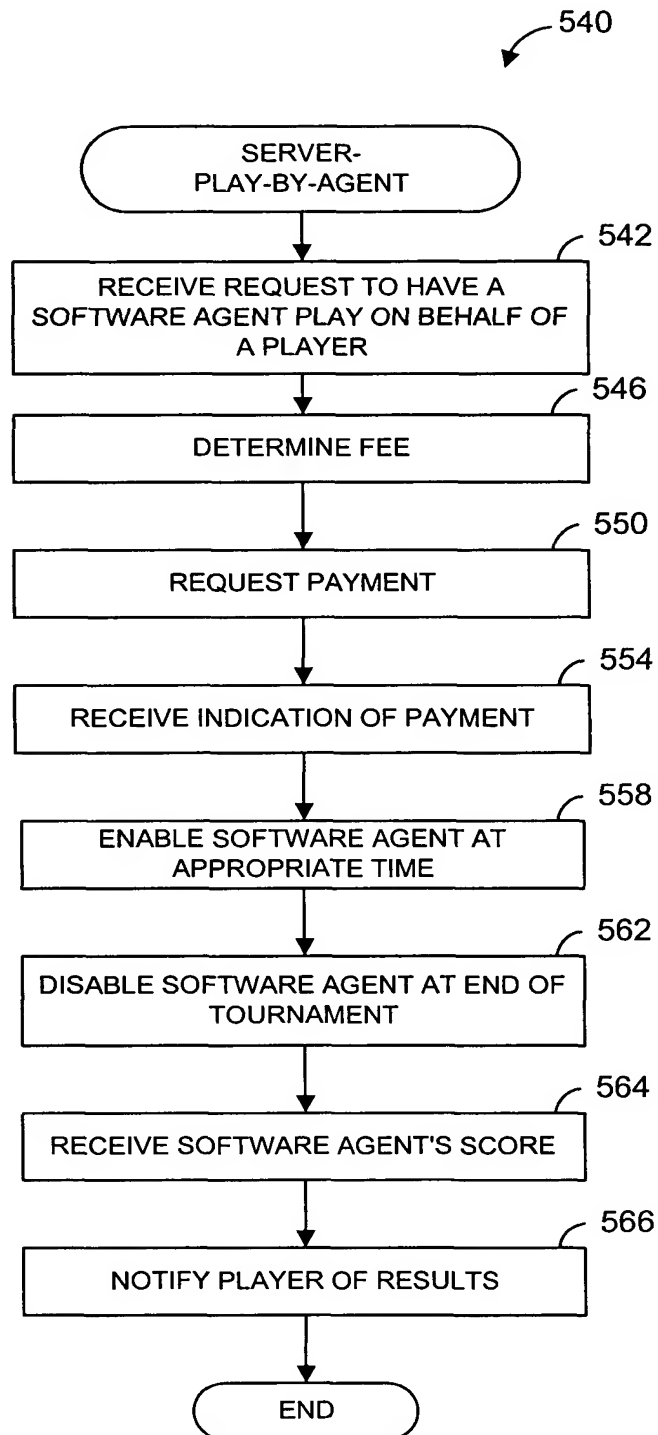 540
SERVER-
PLAY-BY-AGENT
542
RECEIVE REQUEST TO HAVE A
SOFTWARE AGENT PLAY ON BEHALF OF
A PLAYER
546
DETERMINE FEE
550
REQUEST PAYMENT
554
RECEIVE INDICATION OF PAYMENT
558
ENABLE SOFTWARE AGENT AT
APPROPRIATE TIME
562
DISABLE SOFTWARE AGENT AT END OF
TOURNAMENT
564
RECEIVE SOFTWARE AGENT'S SCORE
566
NOTIFY PLAYER OF RESULTS
END